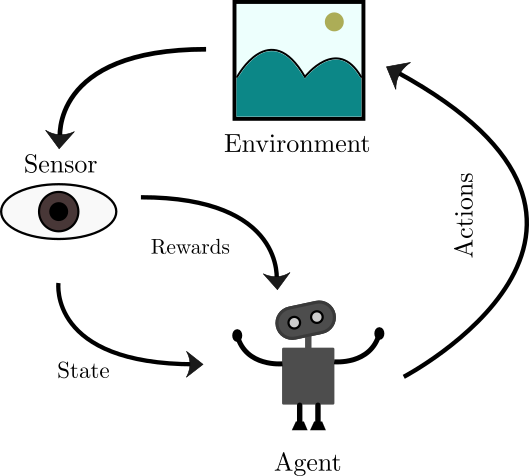 Environment
Sensor
Actions
Rewards
State
Agent